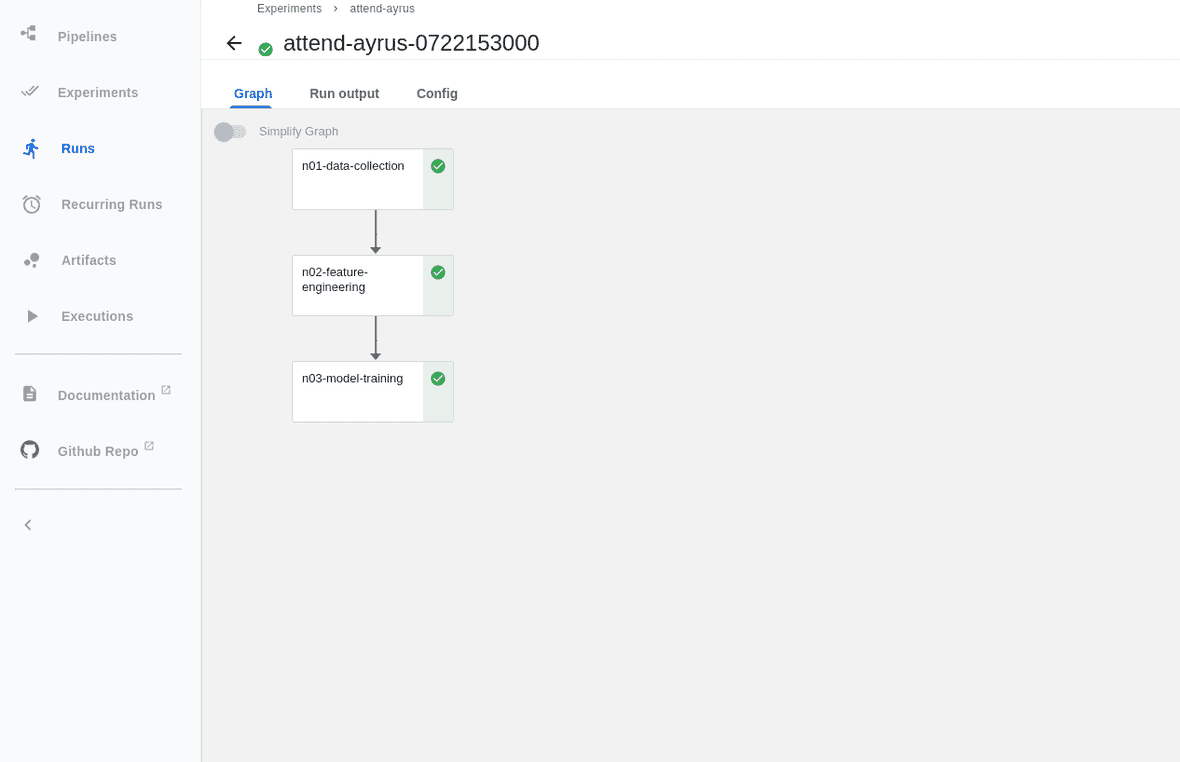 Experiments > attend-ayrus
attend-ayrus-0722153000
Graph Run output Config
Simplify Graph
Pipelines
Experiments
Runs
Recurring Runs
Artifacts
Executions
Documentation
Github Repo
n01-data-collection
n02-feature-
engineering
n03-model-training